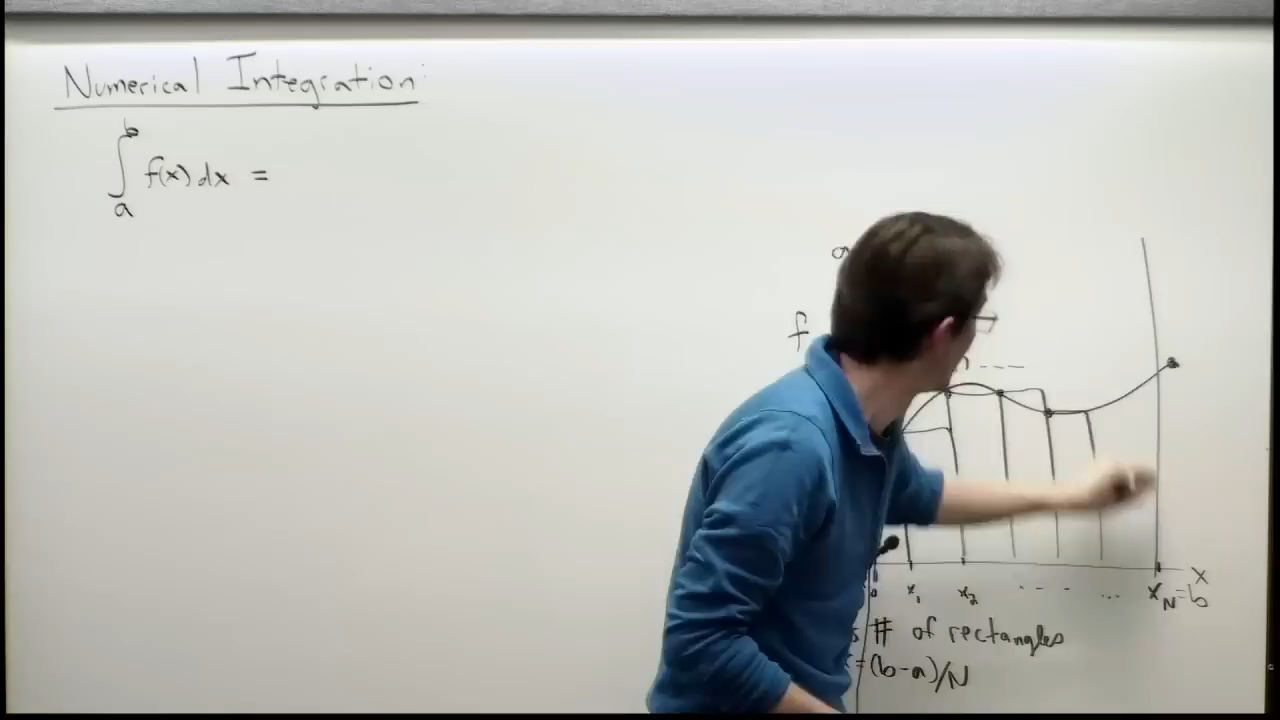 Numerical Integration:
∫ₐᵇ f(x) dx =
a
f
x₁ x₂ - - - ... x_N = b
x
# of rectangles
= (b-a)/N